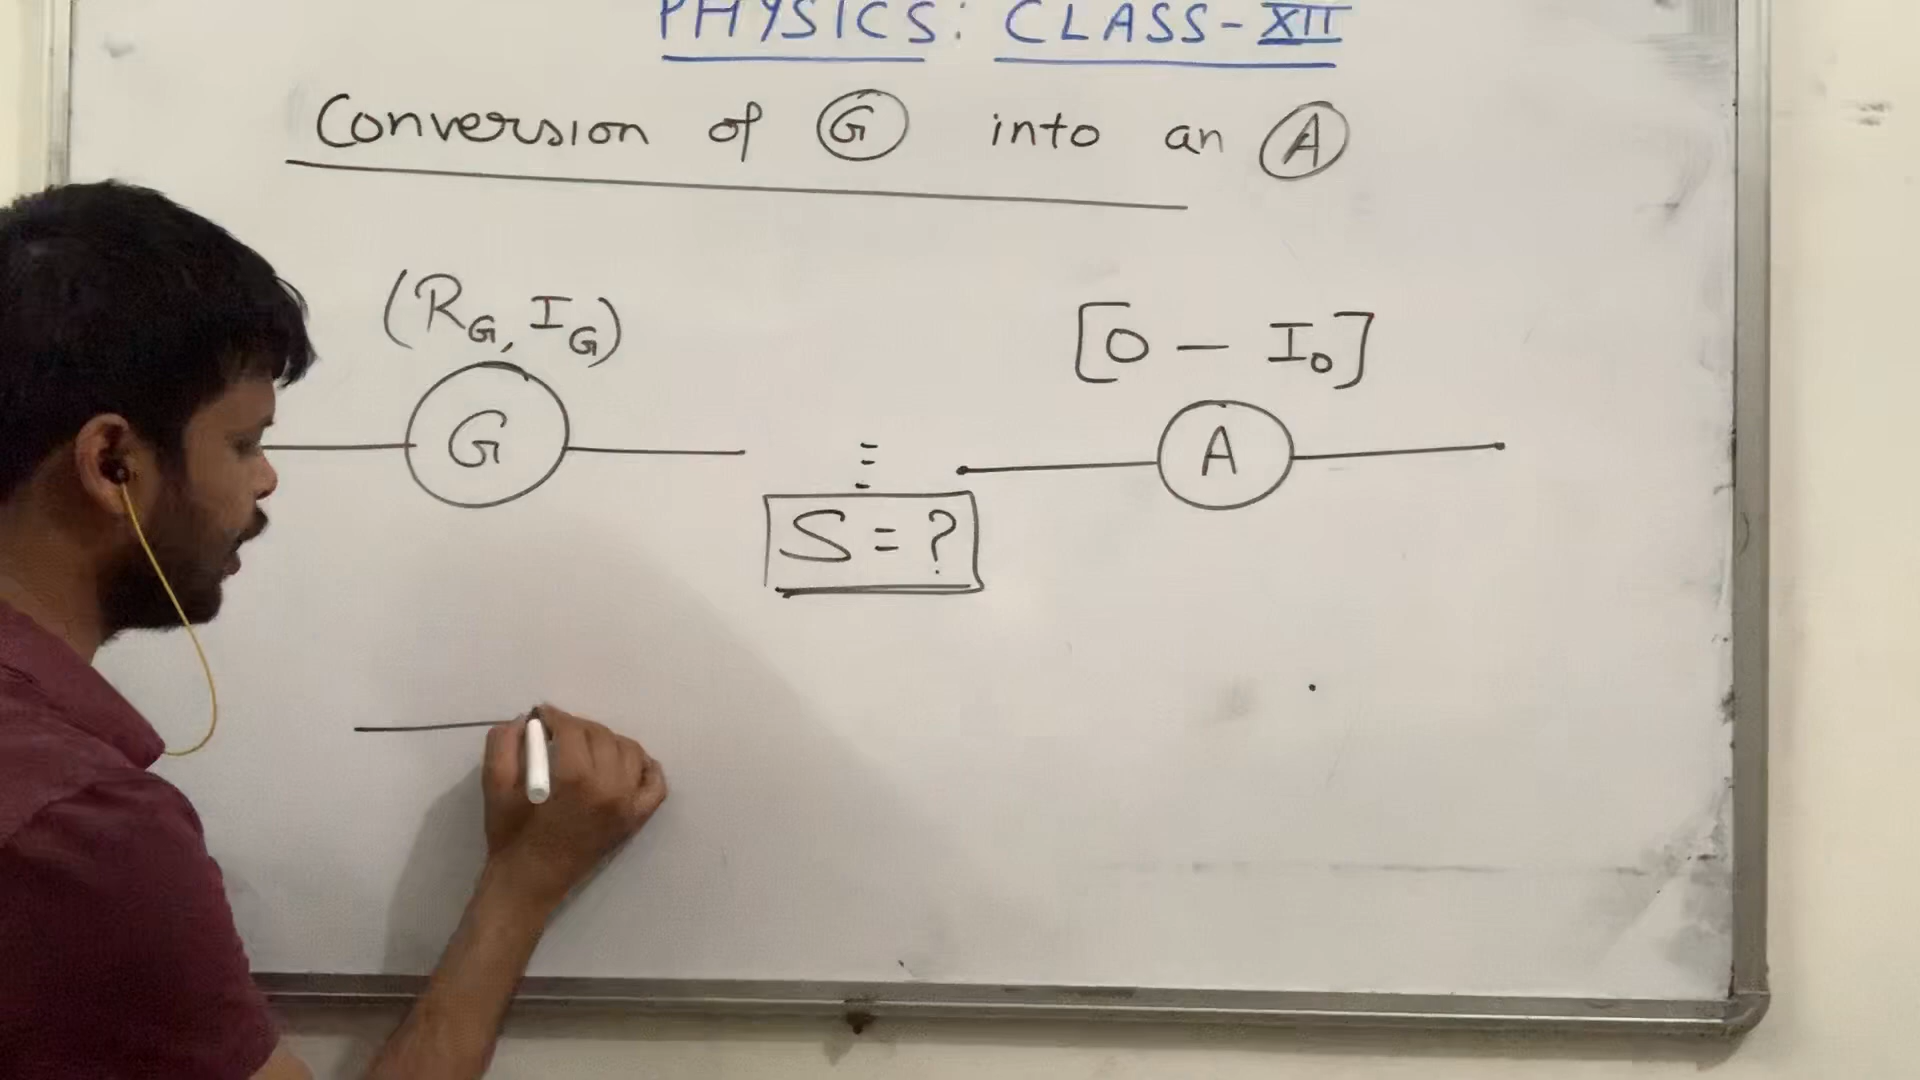 PHYSICS: CLASS-XII
Conversion of G into an A
(RG, IG)
[0 - I0]
G
A
S = ?